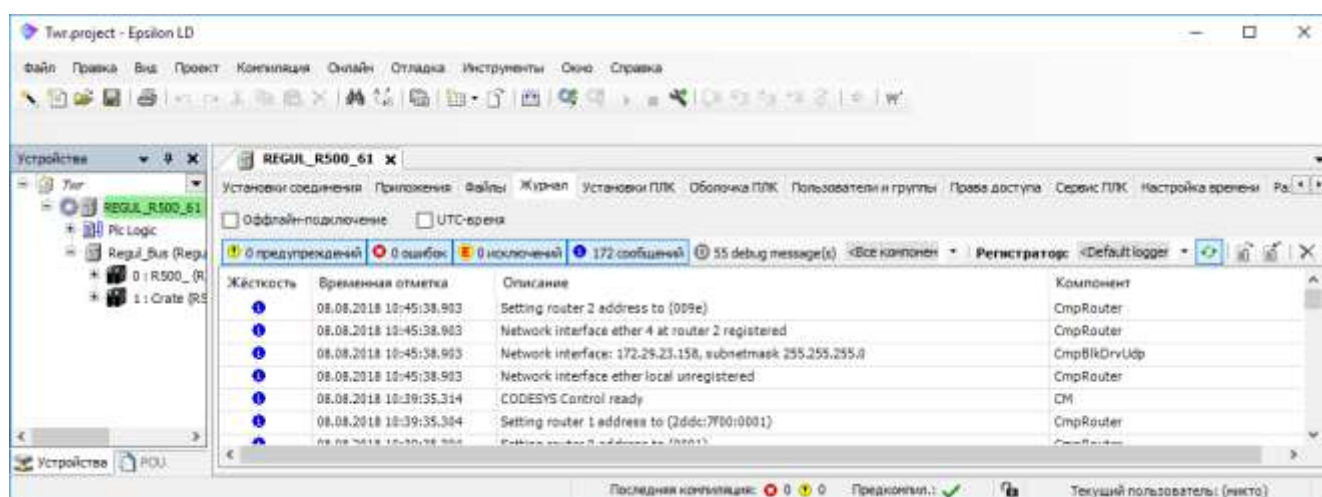 Twr.project - Epsilon LD
Файл Правка Вид Проект Компиляция Онлайн Отладка Инструменты Окно Справка
Устройства
REGUL_R500_61
Twr
REGUL_R500_61
Plc Logic
Regul_Bus (Regu
0 : R500_ (R
1 : Crate (R5
Установки соединения Приложения Файлы Журнал Установки ПЛК Оболочка ПЛК Пользователи и группы Права доступа Сервис ПЛК Настройка времени Ра
Оффлайн-подключение UTC-время
0 предупреждений 0 ошибок 0 исключений 172 сообщений 55 debug message(s) <Все компонен Регистратор: <Default logger
Жёсткость Временная отметка Описание Компонент
08.08.2018 10:45:38.903 Setting router 2 address to (009e) CmpRouter
08.08.2018 10:45:38.903 Network interface ether 4 at router 2 registered CmpRouter
08.08.2018 10:45:38.903 Network interface: 172.29.23.158, subnetmask 255.255.255.0 CmpBlkDrvUdp
08.08.2018 10:45:38.903 Network interface ether local unregistered CmpRouter
08.08.2018 10:39:35.314 CODESYS Control ready CM
08.08.2018 10:39:35.304 Setting router 1 address to (2ddc:7f00:0001) CmpRouter
Устройства POU
Последняя компиляция: 0 0 Предкомпил.: Текущий пользователь: (никто)